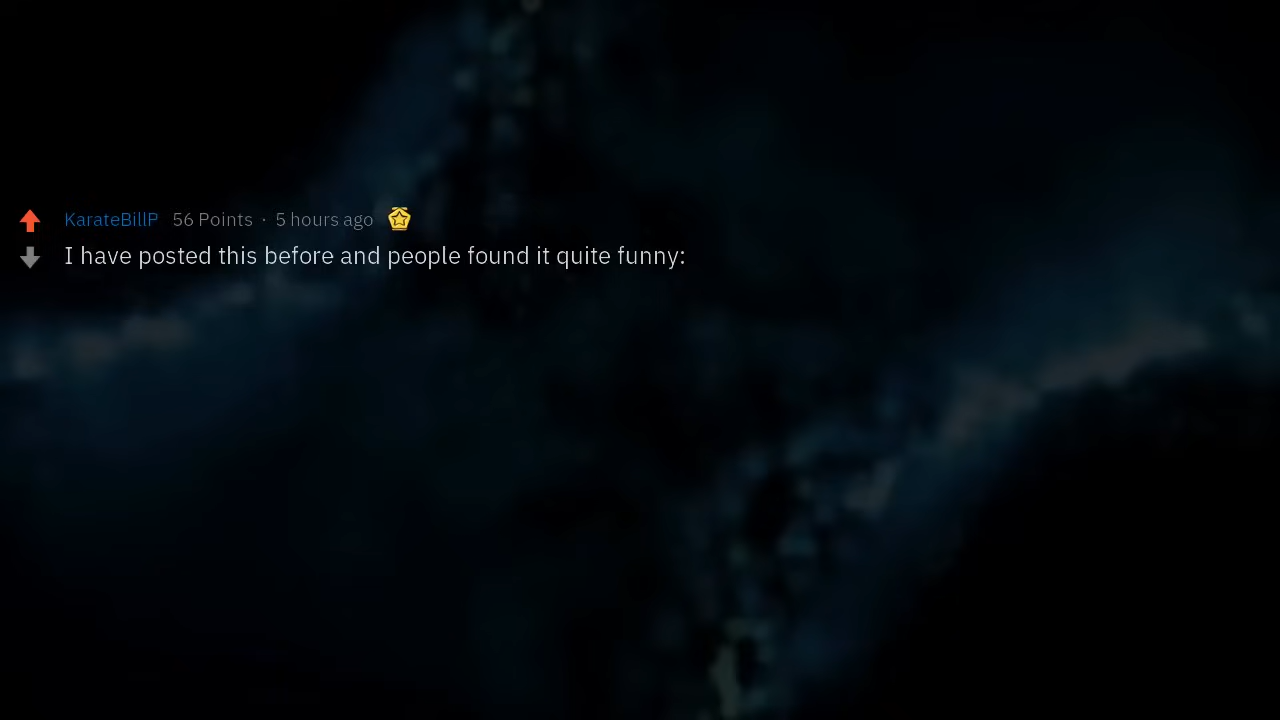 KarateBillP 56 Points · 5 hours ago
I have posted this before and people found it quite funny: